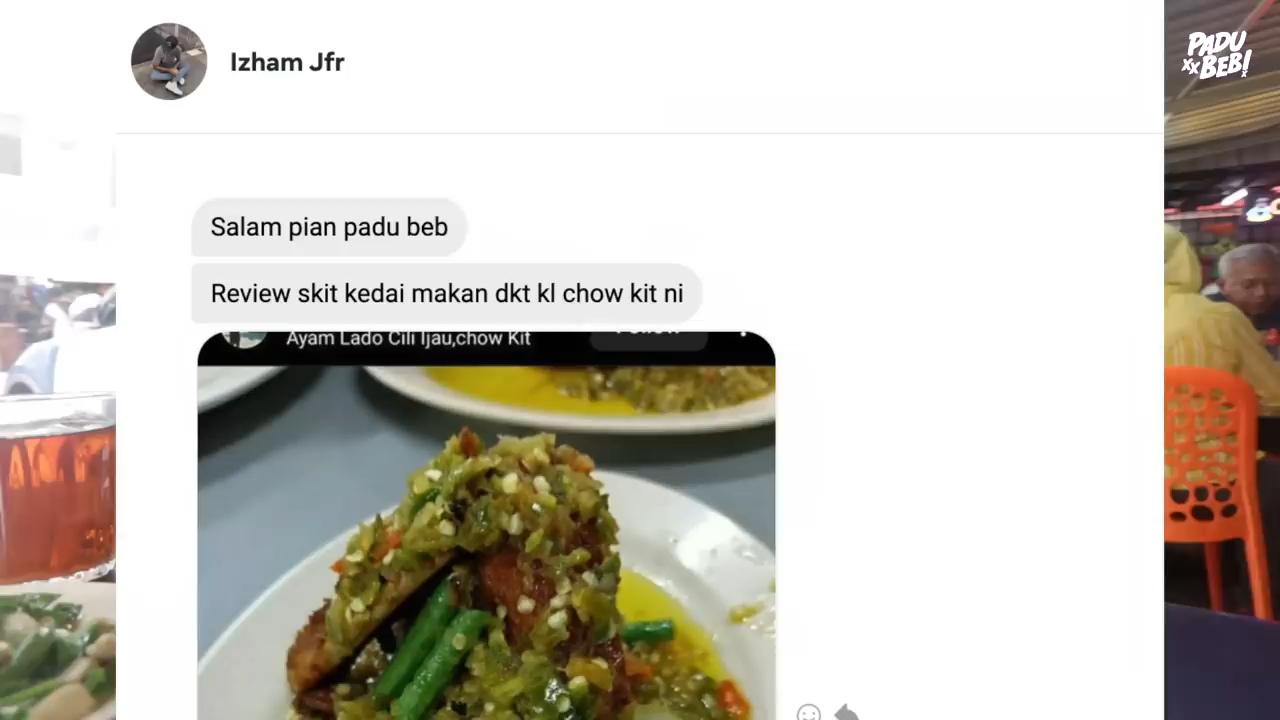 Izham Jfr
PADU
xx BEB!
Salam pian padu beb
Review skit kedai makan dkt kl chow kit ni
Ayam Lado Cili Ijau,chow Kit